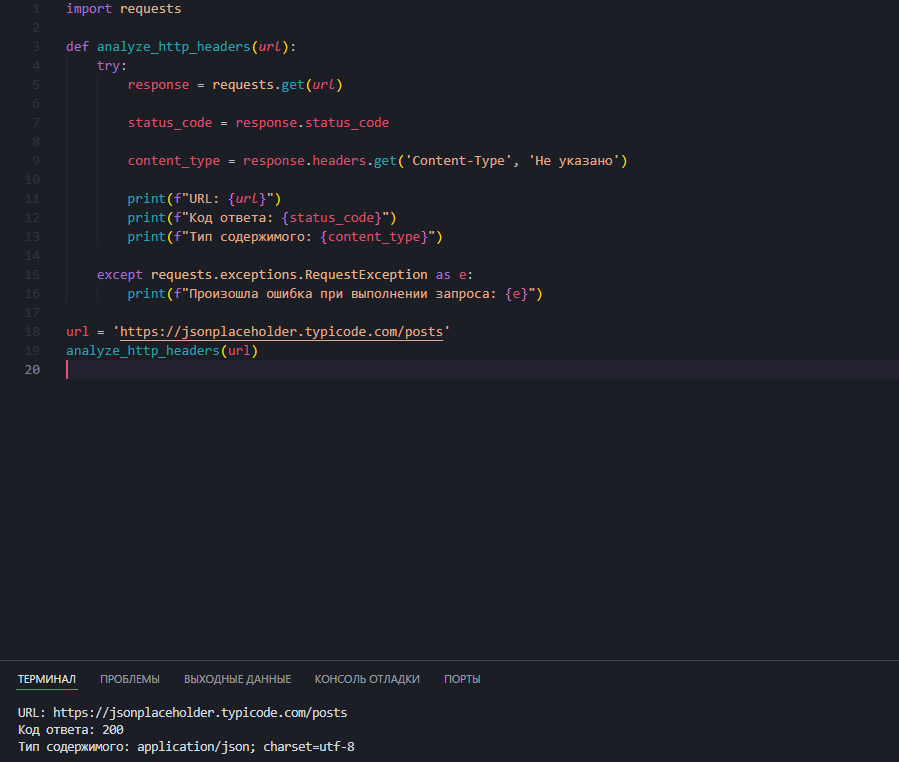 1 import requests
2
3 def analyze_http_headers(url):
4     try:
5         response = requests.get(url)
6
7         status_code = response.status_code
8
9         content_type = response.headers.get('Content-Type', 'Не указано')
10
11         print(f"URL: {url}")
12         print(f"Код ответа: {status_code}")
13         print(f"Тип содержимого: {content_type}")
14
15     except requests.exceptions.RequestException as e:
16         print(f"Произошла ошибка при выполнении запроса: {e}")
17
18 url = 'https://jsonplaceholder.typicode.com/posts'
19 analyze_http_headers(url)
20
ТЕРМИНАЛ ПРОБЛЕМЫ ВЫХОДНЫЕ ДАННЫЕ КОНСОЛЬ ОТЛАДКИ ПОРТЫ
URL: https://jsonplaceholder.typicode.com/posts
Код ответа: 200
Тип содержимого: application/json; charset=utf-8